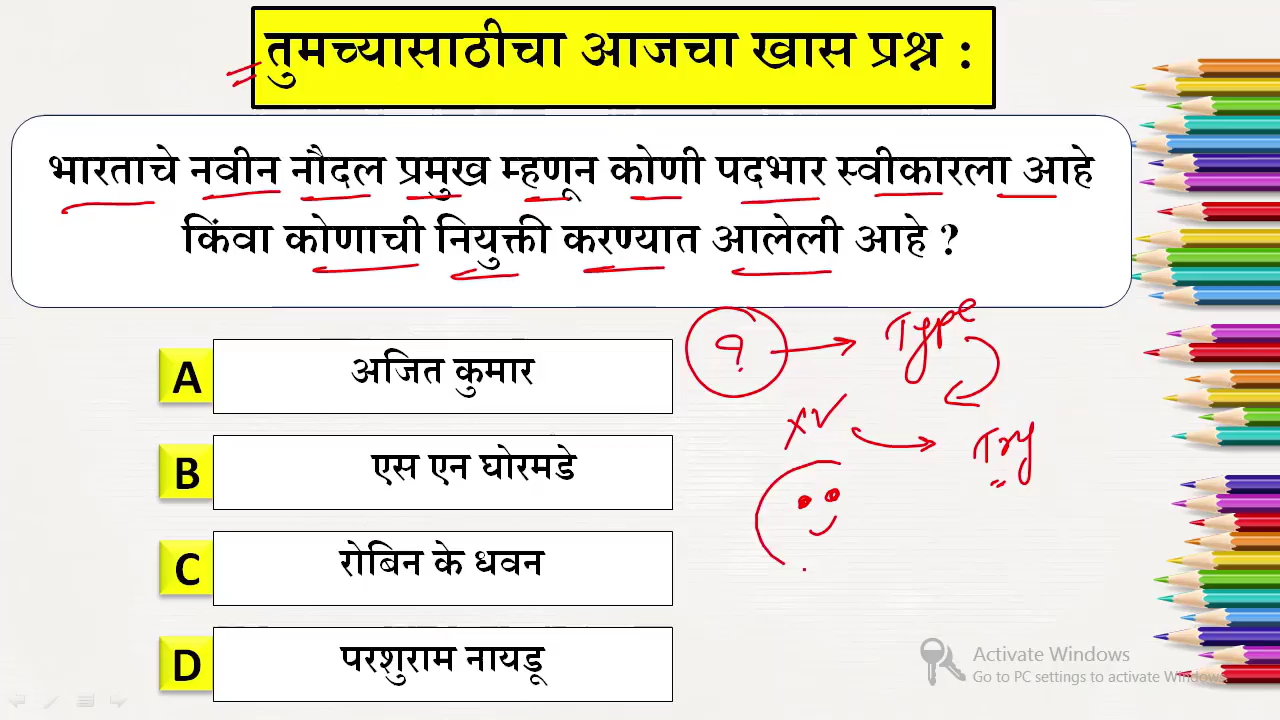 तुमच्यासाठीचा आजचा खास प्रश्न :
भारताचे नवीन नौदल प्रमुख म्हणून कोणी पदभार स्वीकारला आहे
किंवा कोणाची नियुक्ती करण्यात आलेली आहे ?
? Type
A अजित कुमार
Try
B एस एन घोरमडे
C रोबिन के धवन
D परशुराम नायडू
Activate Windows
Go to PC settings to activate Windows.